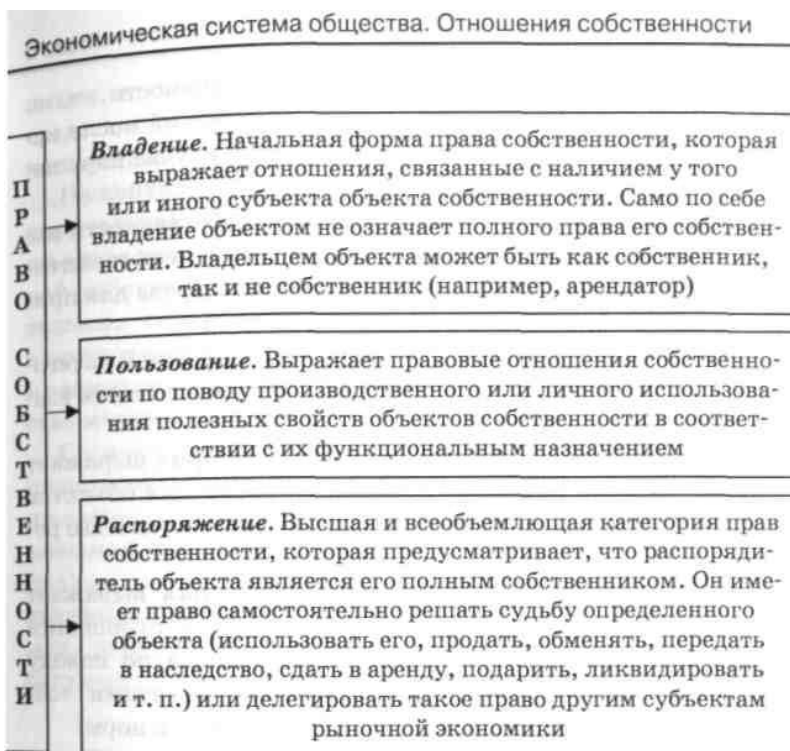 Экономическая система общества. Отношения собственности
ПРАВО СОБСТВЕННОСТИ
Владение. Начальная форма права собственности, которая
выражает отношения, связанные с наличием у того
или иного субъекта объекта собственности. Само по себе
владение объектом не означает полного права его собствен-
ности. Владельцем объекта может быть как собственник,
так и не собственник (например, арендатор)
Пользование. Выражает правовые отношения собственно-
сти по поводу производственного или личного использова-
ния полезных свойств объектов собственности в соответ-
ствии с их функциональным назначением
Распоряжение. Высшая и всеобъемлющая категория прав
собственности, которая предусматривает, что распоряди-
тель объекта является его полным собственником. Он име-
ет право самостоятельно решать судьбу определенного
объекта (использовать его, продать, обменять, передать
в наследство, сдать в аренду, подарить, ликвидировать
и т. п.) или делегировать такое право другим субъектам
рыночной экономики